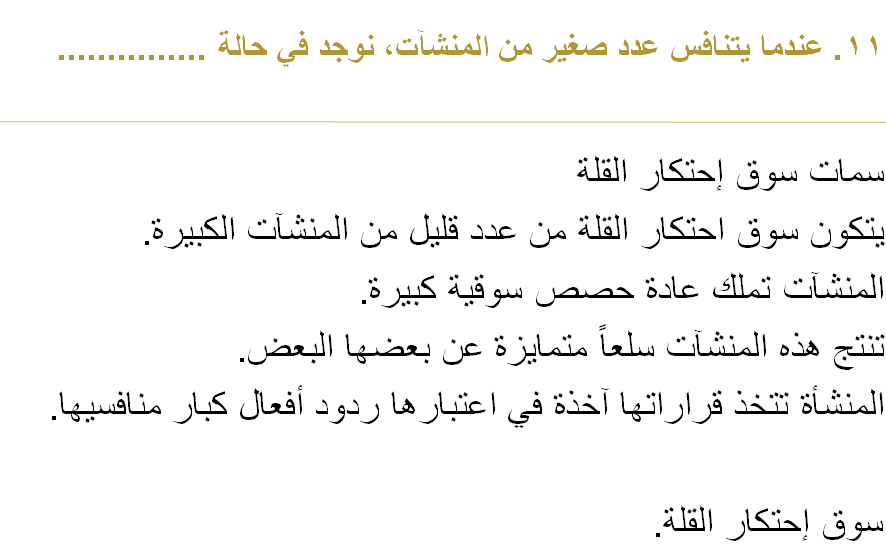 ١١. عندما يتنافس عدد صغير من المنشآت، نوجد في حالة ...............
سمات سوق إحتكار القلة
يتكون سوق احتكار القلة من عدد قليل من المنشآت الكبيرة.
المنشآت تملك عادة حصص سوقية كبيرة.
تنتج هذه المنشآت سلعاً متمايزة عن بعضها البعض.
المنشأة تتخذ قراراتها آخذة في اعتبارها ردود أفعال كبار منافسيها.
سوق إحتكار القلة.